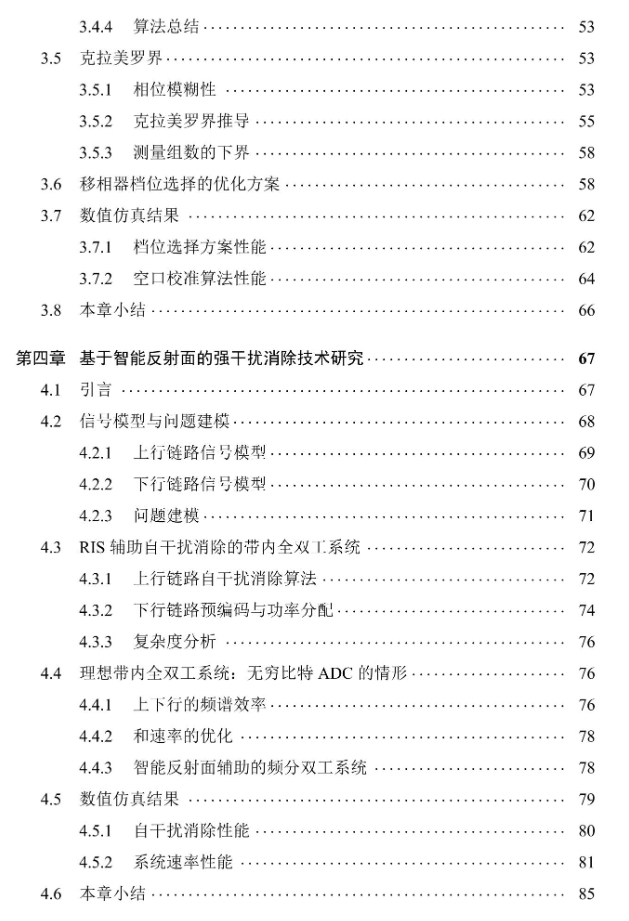 3.4.4 算法总结 53
3.5 克拉美罗界 53
3.5.1 相位模糊性 53
3.5.2 克拉美罗界推导 55
3.5.3 测量组数的下界 58
3.6 移相器档位选择的优化方案 58
3.7 数值仿真结果 62
3.7.1 档位选择方案性能 62
3.7.2 空口校准算法性能 64
3.8 本章小结 66
第四章 基于智能反射面的强干扰消除技术研究 67
4.1 引言 67
4.2 信号模型与问题建模 68
4.2.1 上行链路信号模型 69
4.2.2 下行链路信号模型 70
4.2.3 问题建模 71
4.3 RIS 辅助自干扰消除的带内全双工系统 72
4.3.1 上行链路自干扰消除算法 72
4.3.2 下行链路预编码与功率分配 74
4.3.3 复杂度分析 76
4.4 理想带内全双工系统：无穷比特 ADC 的情形 76
4.4.1 上下行的频谱效率 76
4.4.2 和速率的优化 78
4.4.3 智能反射面辅助的频分双工系统 78
4.5 数值仿真结果 79
4.5.1 自干扰消除性能 80
4.5.2 系统速率性能 81
4.6 本章小结 85